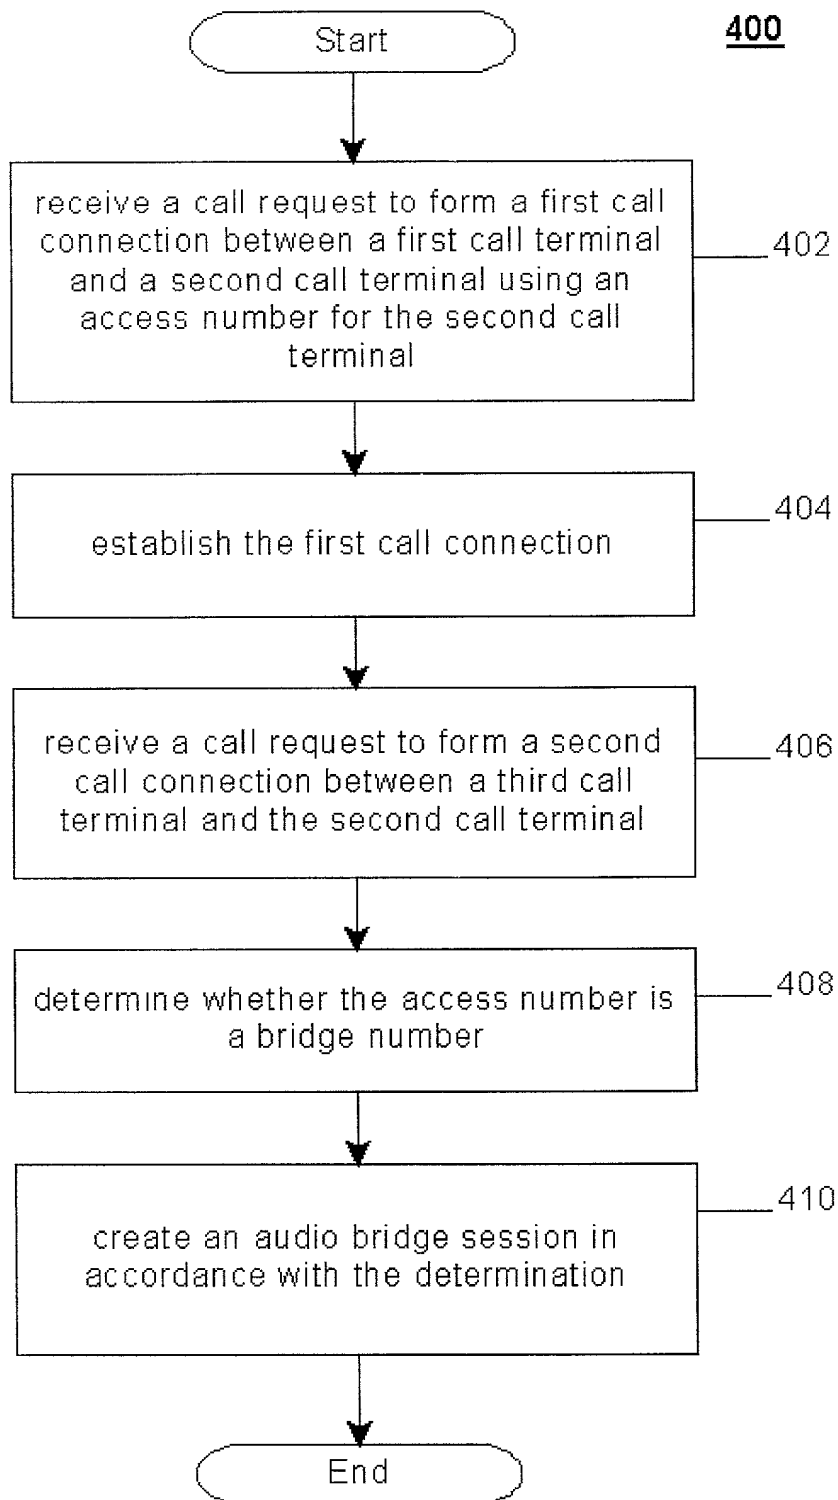 Start
400
receive a call request to form a first call
connection between a first call terminal
and a second call terminal using an
access number for the second call
terminal
402
establish the first call connection
404
receive a call request to form a second
call connection between a third call
terminal and the second call terminal
406
determine whether the access number is
a bridge number
408
create an audio bridge session in
accordance with the determination
410
End